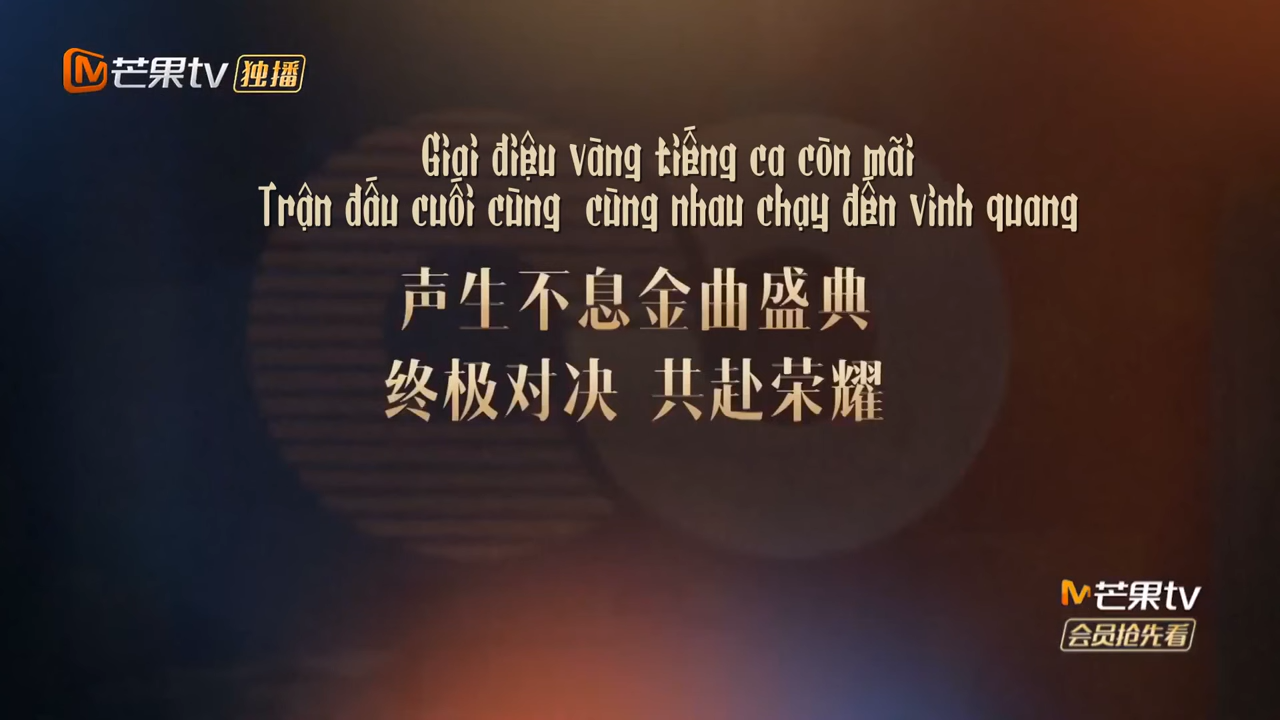 芒果tv 独播
Giai điệu vàng tiếng ca còn mãi
Trận đấu cuối cùng cùng nhau chạy đến vinh quang
声生不息金曲盛典
终极对决 共赴荣耀
芒果tv
会员抢先看